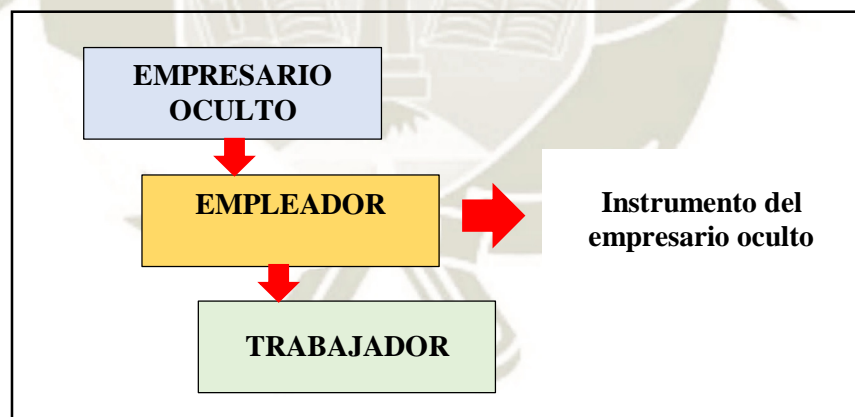 EMPRESARIO
OCULTO
EMPLEADOR
Instrumento del
empresario oculto
TRABAJADOR